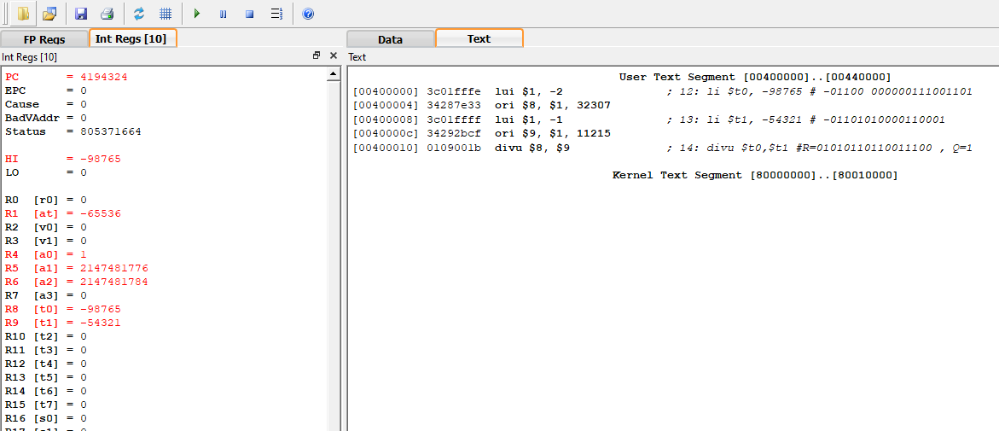 FP Regs
Int Regs [10]
Data
Text
Int Regs [10]
Text
PC = 4194324
EPC = 0
Cause = 0
BadVAddr = 0
Status = 805371664
HI = -98765
LO = 0
R0 [r0] = 0
R1 [at] = -65536
R2 [v0] = 0
R3 [v1] = 0
R4 [a0] = 1
R5 [a1] = 2147481776
R6 [a2] = 2147481784
R7 [a3] = 0
R8 [t0] = -98765
R9 [t1] = -54321
R10 [t2] = 0
R11 [t3] = 0
R12 [t4] = 0
R13 [t5] = 0
R14 [t6] = 0
R15 [t7] = 0
R16 [s0] = 0
User Text Segment [00400000]..[00440000]
[00400000] 3c01fffe lui $1, -2 ; 12: li $t0, -98765 # -01100 000000111001101
[00400004] 34287e33 ori $8, $1, 32307
[00400008] 3c01ffff lui $1, -1 ; 13: li $t1, -54321 # -01101010000110001
[0040000c] 34292bcf ori $9, $1, 11215
[00400010] 0109001b divu $8, $9 ; 14: divu $t0,$t1 #R=01010110110011100 , Q=1
Kernel Text Segment [80000000]..[80010000]